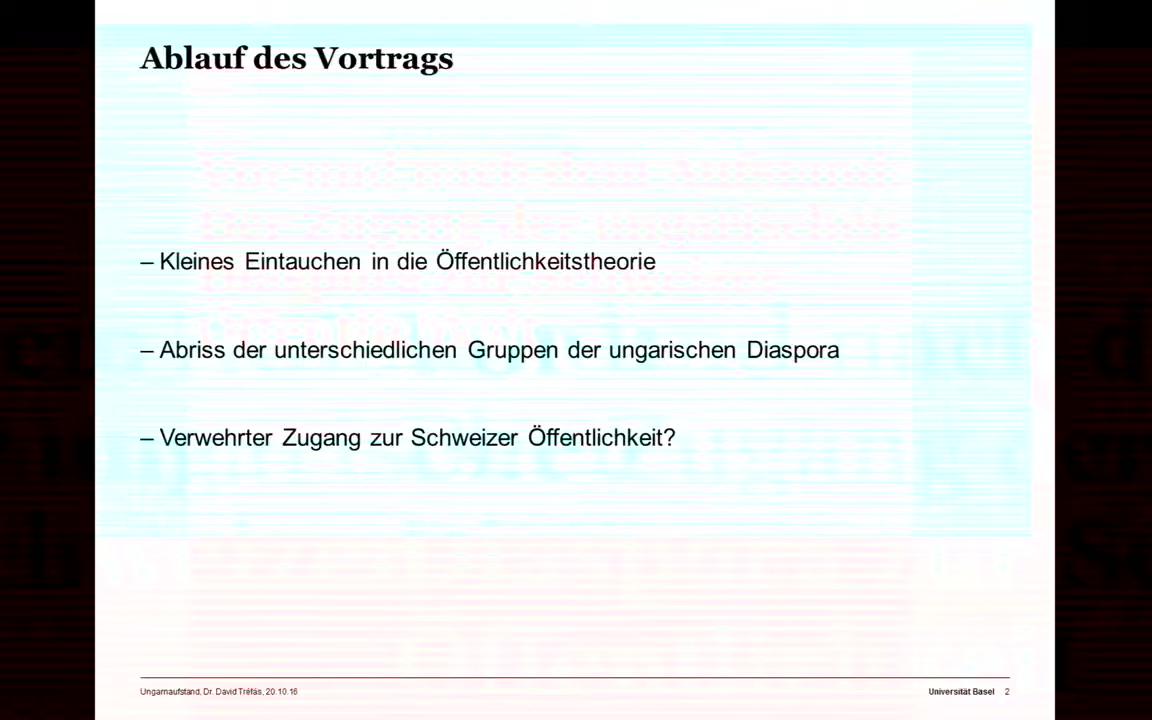 Ablauf des Vortrags
– Kleines Eintauchen in die Öffentlichkeitstheorie
– Abriss der unterschiedlichen Gruppen der ungarischen Diaspora
– Verwehrter Zugang zur Schweizer Öffentlichkeit?
Ungarnaufstand, Dr. David Tréfás, 20.10.16
Universität Basel 2